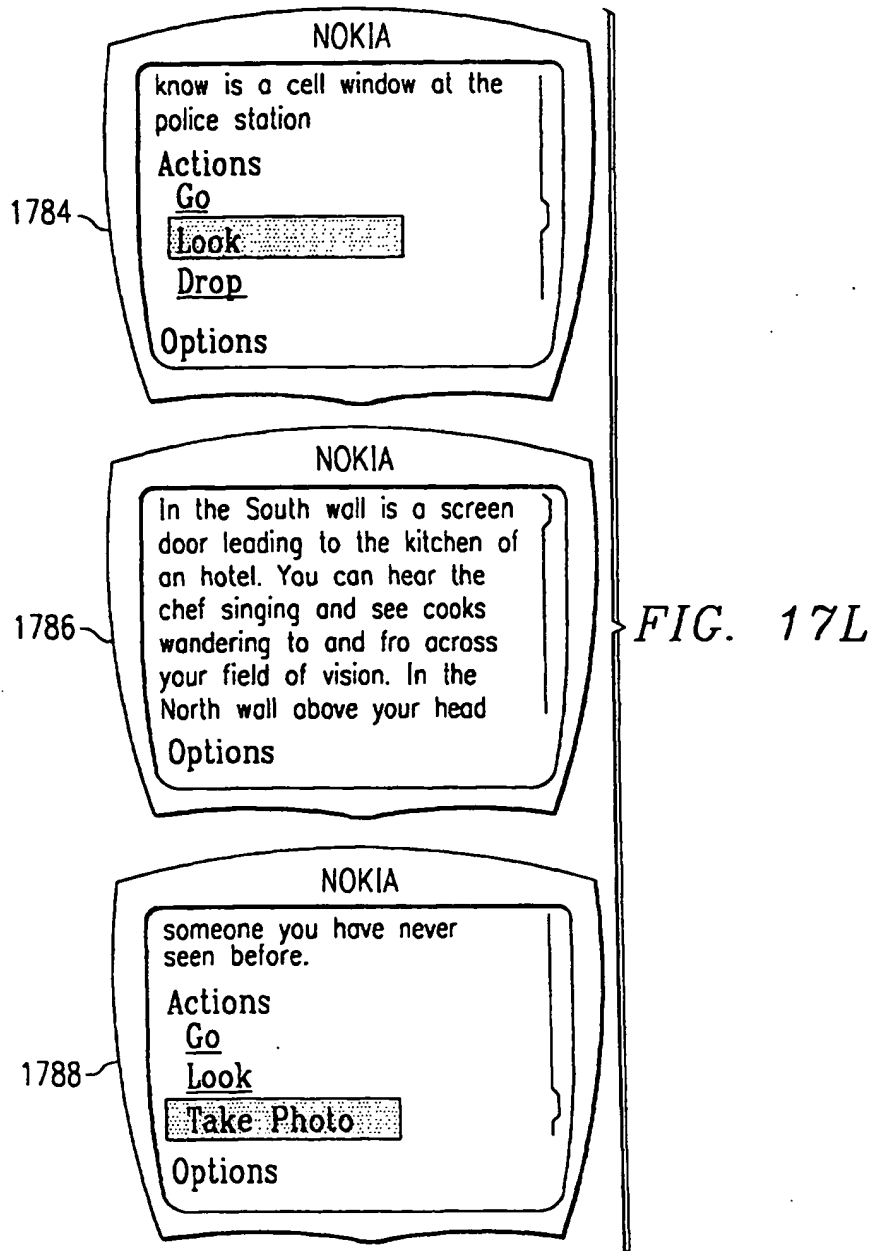 NOKIA
know is a cell window at the
police station
Actions
Go
Look
Drop
Options
1784
NOKIA
In the South wall is a screen
door leading to the kitchen of
an hotel. You can hear the
chef singing and see cooks
wandering to and fro across
your field of vision. In the
North wall above your head
Options
1786
FIG. 17L
NOKIA
someone you have never
seen before.
Actions
Go
Look
Take Photo
Options
1788